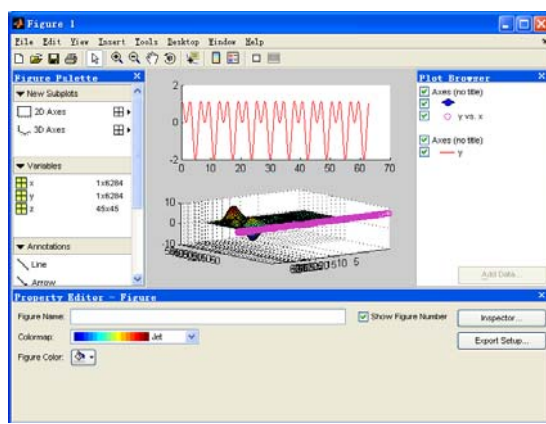 Figure 1
File Edit View Insert Tools Desktop Window Help
Figure Palette
New Subplots
2D Axes
3D Axes
Variables
x 1x6284
y 1x6284
z 45x45
Annotations
Line
Arrow
2
0
-2
0 10 20 30 40 50 60 70
10
0
-10
Plot Browser
Axes (no title)
y vs. x
Axes (no title)
y
Add Data...
Property Editor - Figure
Figure Name:
Show Figure Number
Inspector...
Colormap:
Jet
Export Setup...
Figure Color: